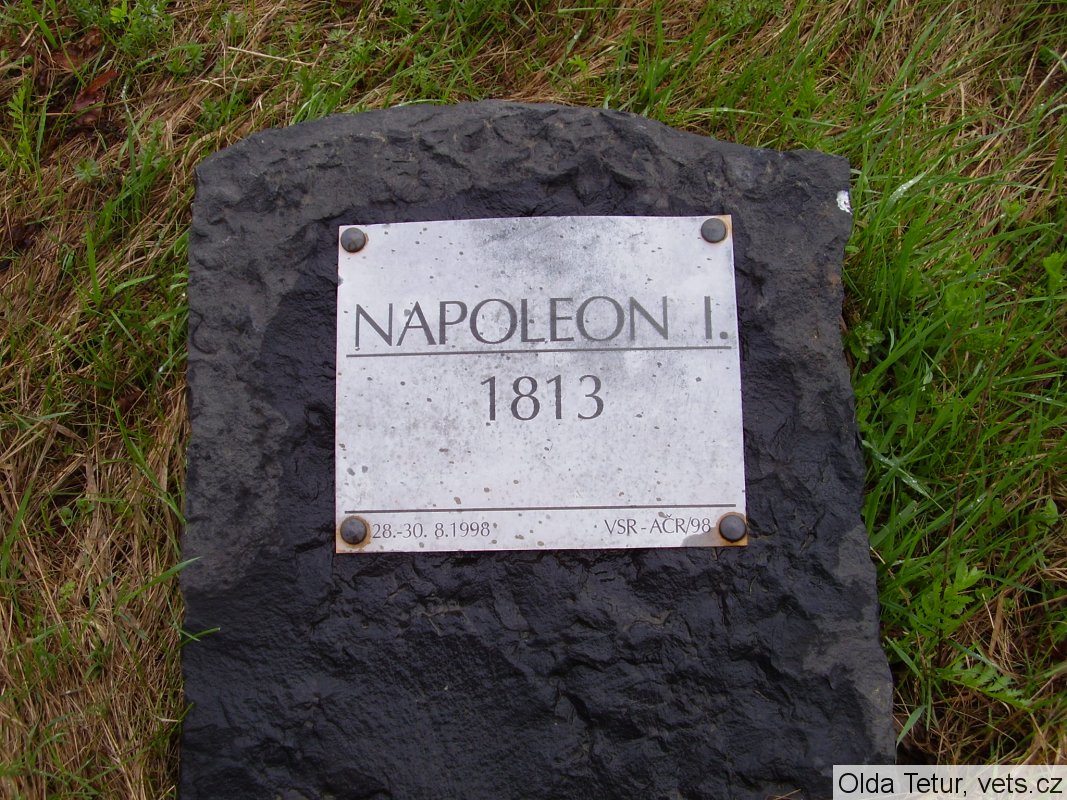 NAPOLEON I.
1813
28.-30. 8.1998 VSR - AČR/98
Olda Tetur, vets.cz